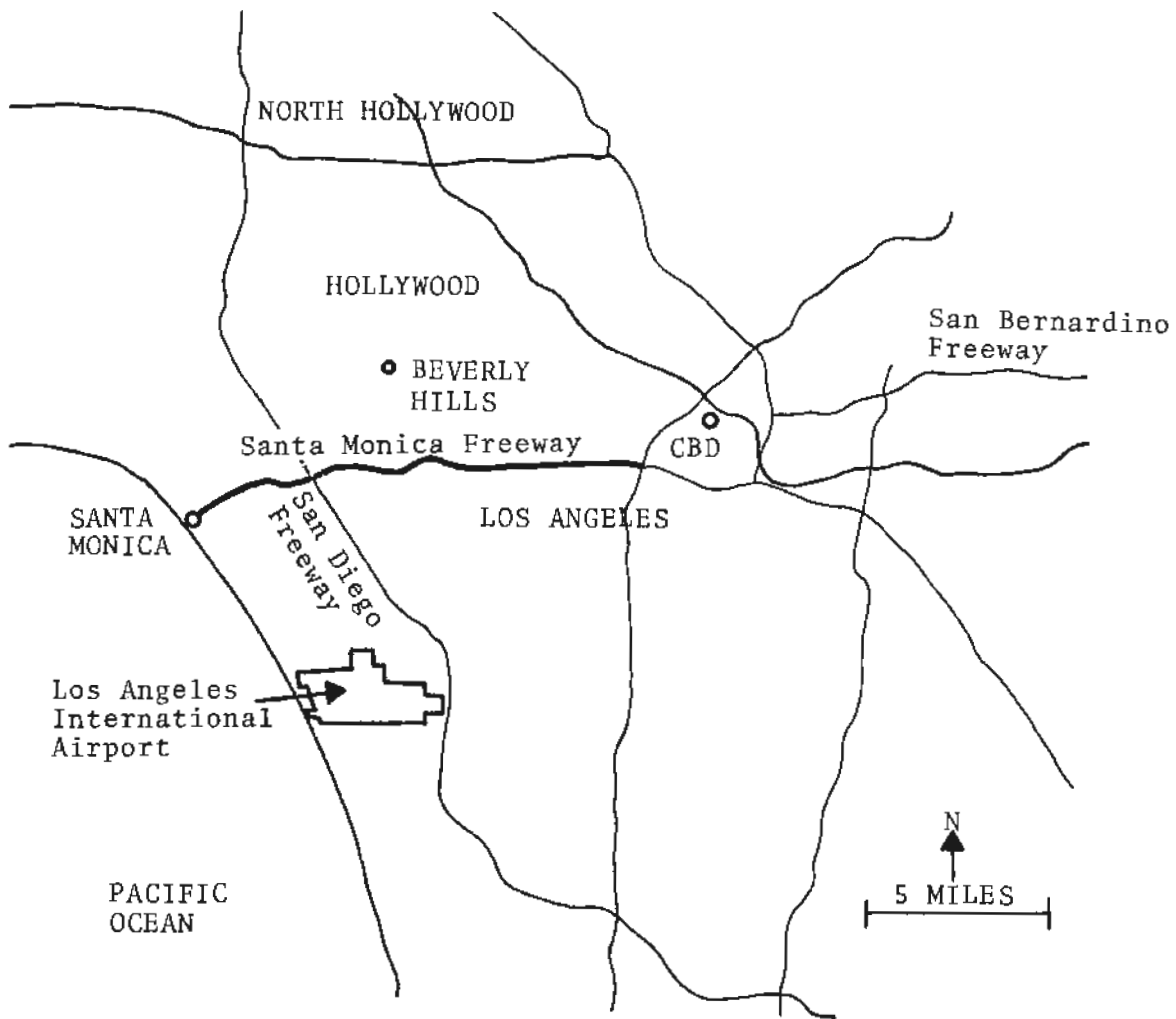 NORTH HOLLYWOOD
HOLLYWOOD
San Bernardino
Freeway
BEVERLY
HILLS
Santa Monica Freeway
CBD
SANTA
MONICA
San Diego
Freeway
LOS ANGELES
Los Angeles
International
Airport
N
5 MILES
PACIFIC
OCEAN